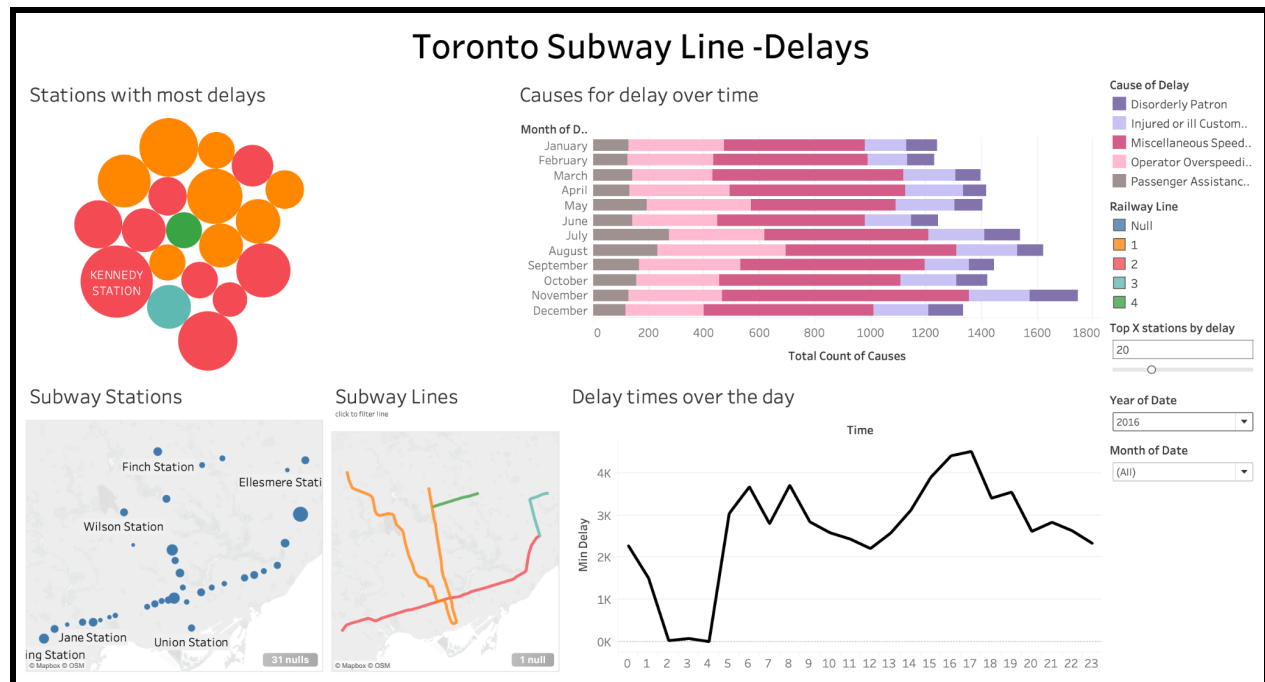 Toronto Subway Line -Delays
Stations with most delays
KENNEDY
STATION
Causes for delay over time
Month of D..
January
February
March
April
May
June
July
August
September
October
November
December
0 200 400 600 800 1000 1200 1400 1600 1800
Total Count of Causes
Cause of Delay
Disorderly Patron
Injured or ill Custom..
Miscellaneous Speed..
Operator Overspeedi..
Passenger Assistanc..
Railway Line
Null
1
2
3
4
Top X stations by delay
20
Year of Date
2016
Month of Date
(All)
Subway Stations
Finch Station
Ellesmere Stati
Wilson Station
Jane Station
Union Station
ing Station
© Mapbox © OSM
31 nulls
Subway Lines
click to filter line
© Mapbox © OSM
1 null
Delay times over the day
Time
Min Delay
4K
3K
2K
1K
0K
0 1 2 3 4 5 6 7 8 9 10 11 12 13 14 15 16 17 18 19 20 21 22 23